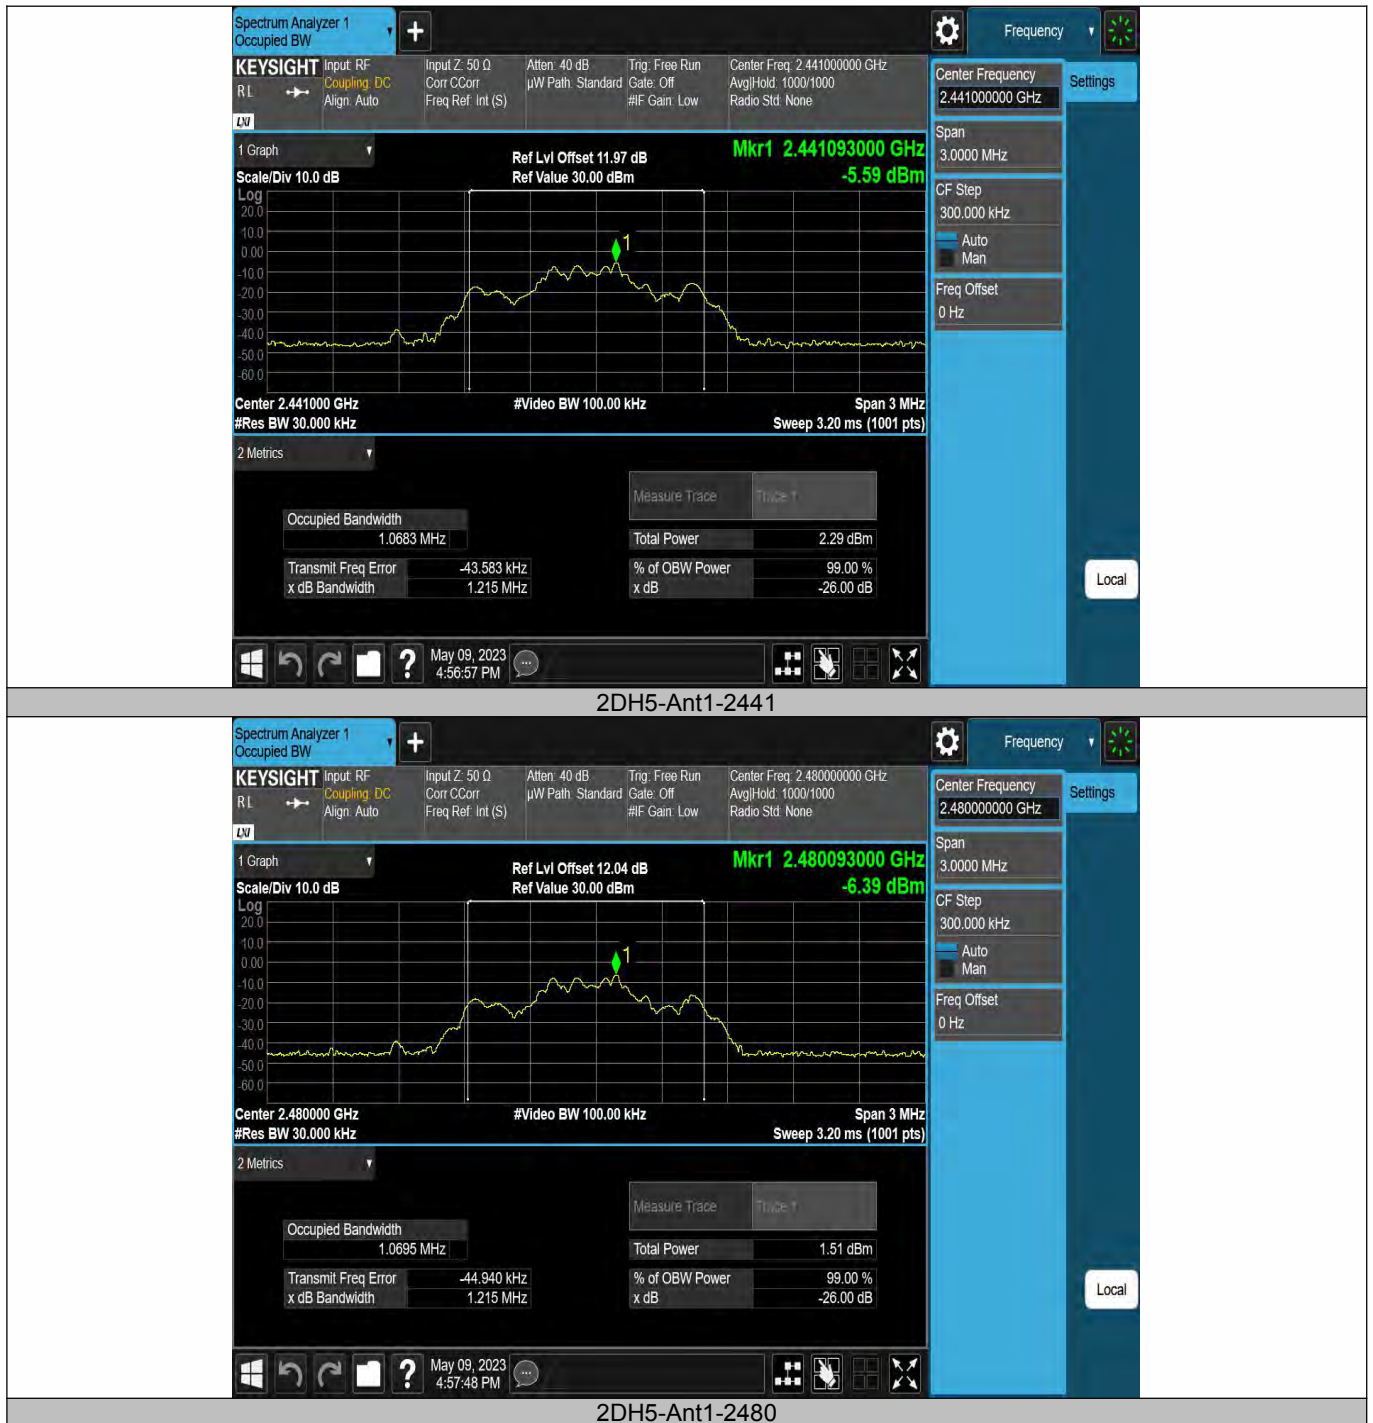 Spectrum Analyzer 1
Occupied BW
Frequency
KEYSIGHT
R L
LXI
Input: RF
Coupling: DC
Align: Auto
Input Z: 50 Ω
Corr CCorr
Freq Ref: Int (S)
Atten: 40 dB
µW Path: Standard
Trig: Free Run
Gate: Off
#IF Gain: Low
Center Freq: 2.441000000 GHz
Avg|Hold: 1000/1000
Radio Std: None
Center Frequency
2.441000000 GHz
Settings
Span
3.0000 MHz
CF Step
300.000 kHz
Auto
Man
Freq Offset
0 Hz
Local
1 Graph
Scale/Div 10.0 dB
Ref Lvl Offset 11.97 dB
Ref Value 30.00 dBm
Mkr1 2.441093000 GHz
-5.59 dBm
Log
20.0
10.0
0.00
-10.0
-20.0
-30.0
-40.0
-50.0
-60.0
1
Center 2.441000 GHz
#Video BW 100.00 kHz
Span 3 MHz
#Res BW 30.000 kHz
Sweep 3.20 ms (1001 pts)
2 Metrics
Measure Trace Trace 1
Occupied Bandwidth
1.0683 MHz
Total Power 2.29 dBm
Transmit Freq Error -43.583 kHz
% of OBW Power 99.00 %
x dB Bandwidth 1.215 MHz
x dB -26.00 dB
?
May 09, 2023
4:56:57 PM
2DH5-Ant1-2441
Spectrum Analyzer 1
Occupied BW
Frequency
KEYSIGHT
R L
LXI
Input: RF
Coupling: DC
Align: Auto
Input Z: 50 Ω
Corr CCorr
Freq Ref: Int (S)
Atten: 40 dB
µW Path: Standard
Trig: Free Run
Gate: Off
#IF Gain: Low
Center Freq: 2.480000000 GHz
Avg|Hold: 1000/1000
Radio Std: None
Center Frequency
2.480000000 GHz
Settings
Span
3.0000 MHz
CF Step
300.000 kHz
Auto
Man
Freq Offset
0 Hz
Local
1 Graph
Scale/Div 10.0 dB
Ref Lvl Offset 12.04 dB
Ref Value 30.00 dBm
Mkr1 2.480093000 GHz
-6.39 dBm
Log
20.0
10.0
0.00
-10.0
-20.0
-30.0
-40.0
-50.0
-60.0
1
Center 2.480000 GHz
#Video BW 100.00 kHz
Span 3 MHz
#Res BW 30.000 kHz
Sweep 3.20 ms (1001 pts)
2 Metrics
Measure Trace Trace 1
Occupied Bandwidth
1.0695 MHz
Total Power 1.51 dBm
Transmit Freq Error -44.940 kHz
% of OBW Power 99.00 %
x dB Bandwidth 1.215 MHz
x dB -26.00 dB
?
May 09, 2023
4:57:48 PM
2DH5-Ant1-2480